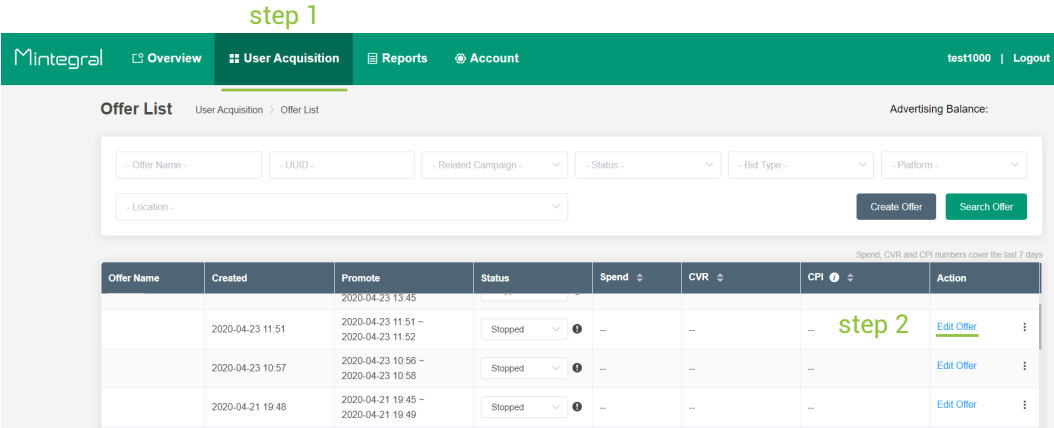 step 1
Mintegral Overview User Acquisition Reports Account test1000 | Logout
Offer List User Acquisition > Offer List Advertising Balance:
- Offer Name - - UUID - - Related Campaign - - Status - - Bid Type - - Platform -
- Location - Create Offer Search Offer
Spend, CVR and CPI numbers cover the last 7 days
Offer Name Created Promote Status Spend CVR CPI Action
2020-04-23 13:45
2020-04-23 11:51 2020-04-23 11:51 ~ Stopped -- -- -- step 2 Edit Offer
2020-04-23 11:52
2020-04-23 10:57 2020-04-23 10:56 ~ Stopped -- -- -- Edit Offer
2020-04-23 10:58
2020-04-21 19:48 2020-04-21 19:45 ~ Stopped -- -- -- Edit Offer
2020-04-21 19:49